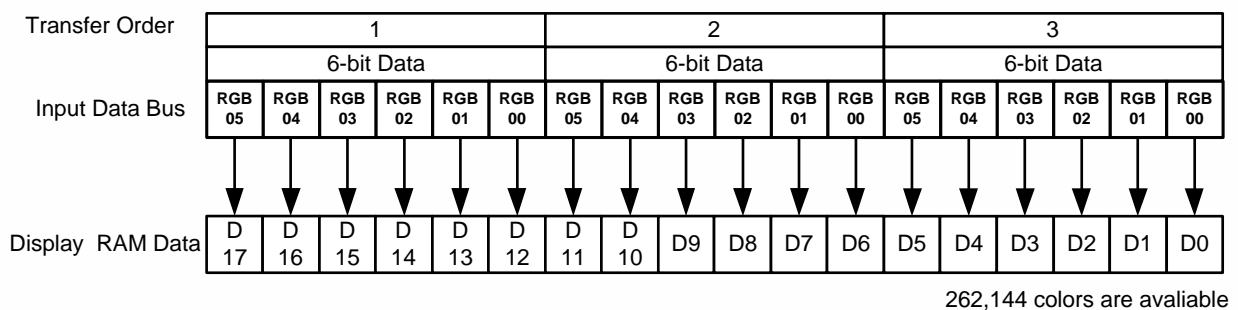 Transfer Order 1 2 3
6-bit Data 6-bit Data 6-bit Data
Input Data Bus RGB 05 RGB 04 RGB 03 RGB 02 RGB 01 RGB 00 RGB 05 RGB 04 RGB 03 RGB 02 RGB 01 RGB 00 RGB 05 RGB 04 RGB 03 RGB 02 RGB 01 RGB 00
Display RAM Data D 17 D 16 D 15 D 14 D 13 D 12 D 11 D 10 D9 D8 D7 D6 D5 D4 D3 D2 D1 D0
262,144 colors are avaliable